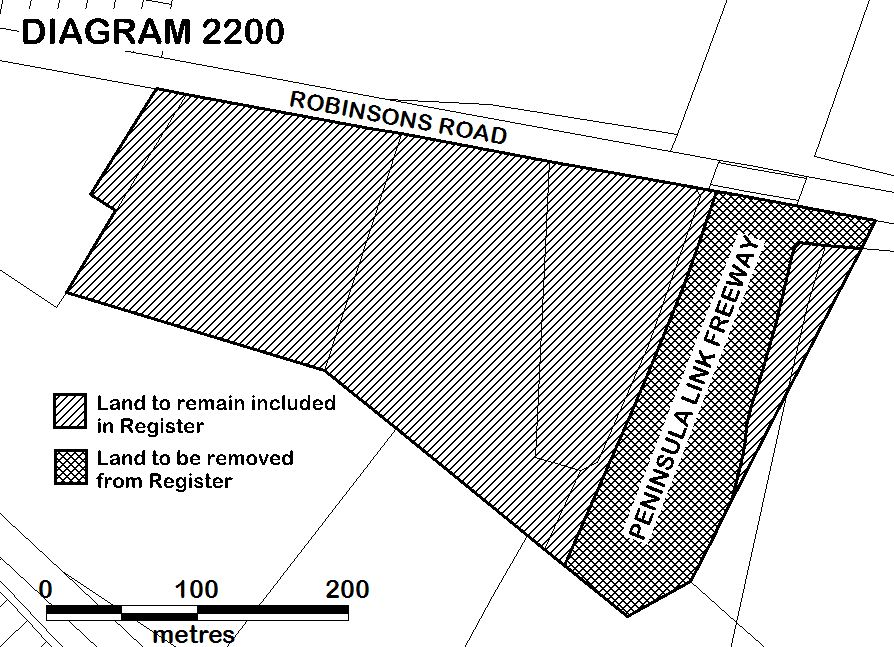 DIAGRAM 2200
ROBINSONS ROAD
PENINSULA LINK FREEWAY
Land to remain included
in Register
Land to be removed
from Register
0 100 200
metres